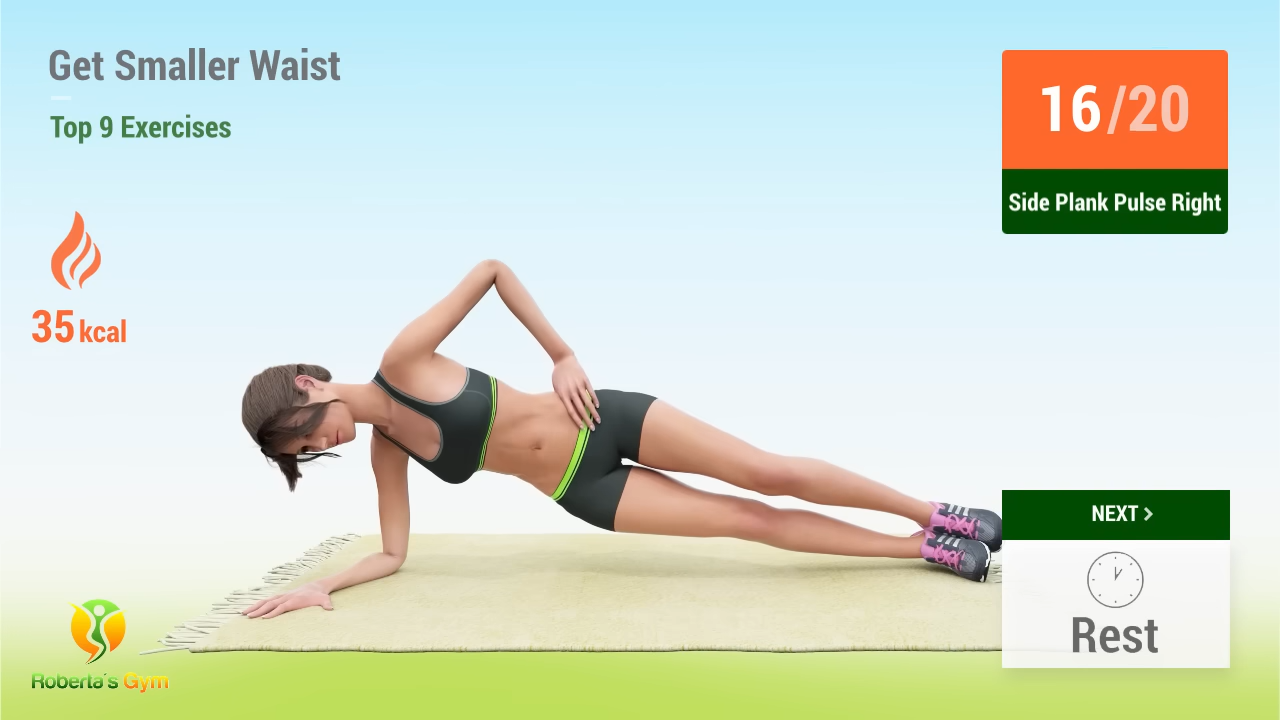 Get Smaller Waist
Top 9 Exercises
16/20
Side Plank Pulse Right
35 kcal
NEXT >
Rest
Roberta's Gym